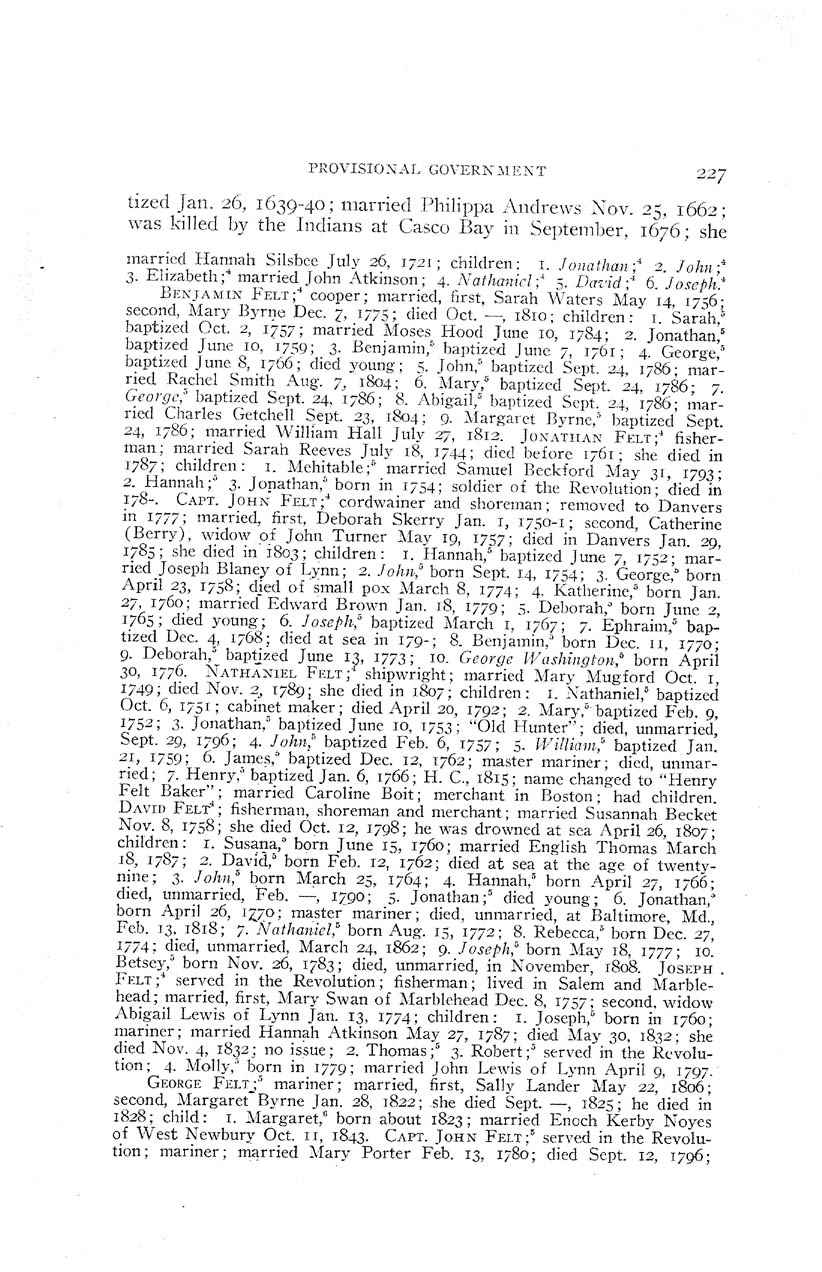 PROVISIONAL GOVERNMENT 227
tized Jan. 26, 1639-40; married Philippa Andrews Nov. 25, 1662;
was killed by the Indians at Casco Bay in September, 1676; she
married Hannah Silsbee July 26, 1721; children: 1. Jonathan;⁴ 2. John;⁴
3. Elizabeth;⁴ married John Atkinson; 4. Nathaniel;⁴ 5. David;⁴ 6. Joseph.⁴
BENJAMIN FELT;⁴ cooper; married, first, Sarah Waters May 14, 1756;
second, Mary Byrne Dec. 7, 1775; died Oct. —, 1810; children: 1. Sarah,⁵
baptized Oct. 2, 1757; married Moses Hood June 10, 1784; 2. Jonathan,⁵
baptized June 10, 1759; 3. Benjamin,⁵ baptized June 7, 1761; 4. George,⁵
baptized June 8, 1766; died young; 5. John,⁵ baptized Sept. 24, 1786; mar-
ried Rachel Smith Aug. 7, 1804; 6. Mary,⁵ baptized Sept. 24, 1786; 7.
George,⁵ baptized Sept. 24, 1786; 8. Abigail,⁵ baptized Sept. 24, 1786; mar-
ried Charles Getchell Sept. 23, 1804; 9. Margaret Byrne,⁵ baptized Sept.
24, 1786; married William Hall July 27, 1812. JONATHAN FELT;⁴ fisher-
man; married Sarah Reeves July 18, 1744; died before 1761; she died in
1787; children: 1. Mehitable;⁵ married Samuel Beckford May 31, 1793;
2. Hannah;⁵ 3. Jonathan,⁵ born in 1754; soldier of the Revolution; died in
178-. CAPT. JOHN FELT;⁴ cordwainer and shoreman; removed to Danvers
in 1777; married, first, Deborah Skerry Jan. 1, 1750-1; second, Catherine
(Berry), widow of John Turner May 19, 1757; died in Danvers Jan. 29,
1785; she died in 1803; children: 1. Hannah,⁵ baptized June 7, 1752; mar-
ried Joseph Blaney of Lynn; 2. John,⁵ born Sept. 14, 1754; 3. George,⁵ born
April 23, 1758; died of small pox March 8, 1774; 4. Katherine,⁵ born Jan.
27, 1760; married Edward Brown Jan. 18, 1779; 5. Deborah,⁵ born June 2,
1765; died young; 6. Joseph,⁵ baptized March 1, 1767; 7. Ephraim,⁵ bap-
tized Dec. 4, 1768; died at sea in 179-; 8. Benjamin,⁵ born Dec. 11, 1770;
9. Deborah,⁵ baptized June 13, 1773; 10. George Washington,⁵ born April
30, 1776. NATHANIEL FELT;⁴ shipwright; married Mary Mugford Oct. 1,
1749; died Nov. 2, 1789; she died in 1807; children: 1. Nathaniel,⁵ baptized
Oct. 6, 1751; cabinet maker; died April 20, 1792; 2. Mary,⁵ baptized Feb. 9,
1752; 3. Jonathan,⁵ baptized June 10, 1753; "Old Hunter"; died, unmarried,
Sept. 29, 1796; 4. John,⁵ baptized Feb. 6, 1757; 5. William,⁵ baptized Jan.
21, 1759; 6. James,⁵ baptized Dec. 12, 1762; master mariner; died, unmar-
ried; 7. Henry,⁵ baptized Jan. 6, 1766; H. C., 1815; name changed to "Henry
Felt Baker"; married Caroline Boit; merchant in Boston; had children.
DAVID FELT⁴; fisherman, shoreman and merchant; married Susannah Becket
Nov. 8, 1758; she died Oct. 12, 1798; he was drowned at sea April 26, 1807;
children: 1. Susana,⁵ born June 15, 1760; married English Thomas March
18, 1787; 2. David,⁵ born Feb. 12, 1762; died at sea at the age of twenty-
nine; 3. John,⁵ born March 25, 1764; 4. Hannah,⁵ born April 27, 1766;
died, unmarried, Feb. —, 1790; 5. Jonathan;⁵ died young; 6. Jonathan,⁵
born April 26, 1770; master mariner; died, unmarried, at Baltimore, Md.,
Feb. 13, 1818; 7. Nathaniel,⁵ born Aug. 15, 1772; 8. Rebecca,⁵ born Dec. 27,
1774; died, unmarried, March 24, 1862; 9. Joseph,⁵ born May 18, 1777; 10.
Betsey,⁵ born Nov. 26, 1783; died, unmarried, in November, 1808. JOSEPH
FELT;⁴ served in the Revolution; fisherman; lived in Salem and Marble-
head; married, first, Mary Swan of Marblehead Dec. 8, 1757; second, widow
Abigail Lewis of Lynn Jan. 13, 1774; children: 1. Joseph,⁵ born in 1760;
mariner; married Hannah Atkinson May 27, 1787; died May 30, 1832; she
died Nov. 4, 1832; no issue; 2. Thomas;⁵ 3. Robert;⁵ served in the Revolu-
tion; 4. Molly,⁵ born in 1779; married John Lewis of Lynn April 9, 1797.
GEORGE FELT;⁵ mariner; married, first, Sally Lander May 22, 1806;
second, Margaret Byrne Jan. 28, 1822; she died Sept. —, 1825; he died in
1828; child: 1. Margaret,⁶ born about 1823; married Enoch Kerby Noyes
of West Newbury Oct. 11, 1843. CAPT. JOHN FELT;⁵ served in the Revolu-
tion; mariner; married Mary Porter Feb. 13, 1780; died Sept. 12, 1796;